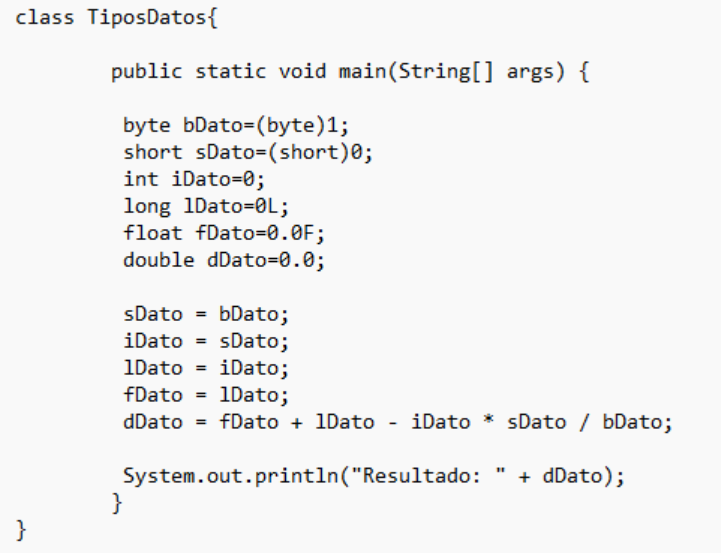 class TiposDatos{
public static void main(String[] args) {
byte bDato=(byte)1;
short sDato=(short)0;
int iDato=0;
long lDato=0L;
float fDato=0.0F;
double dDato=0.0;
sDato = bDato;
iDato = sDato;
lDato = iDato;
fDato = lDato;
dDato = fDato + lDato - iDato * sDato / bDato;
System.out.println("Resultado: " + dDato);
}
}